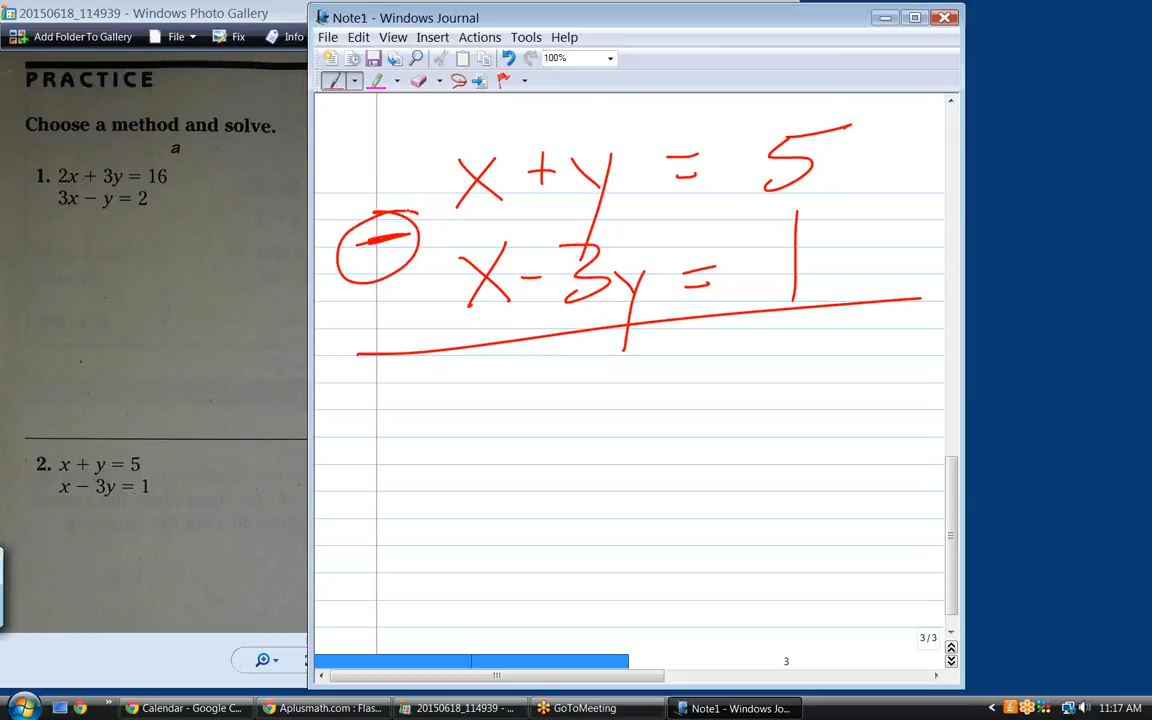 20150618_114939 - Windows Photo Gallery
Add Folder To Gallery File Fix Info
PRACTICE
Choose a method and solve.
a
1. 2x + 3y = 16
3x − y = 2
2. x + y = 5
x − 3y = 1
Note1 - Windows Journal
File Edit View Insert Actions Tools Help
100%
x + y = 5
−
x - 3y = 1
3/3
3
Calendar - Google C... Aplusmath.com : Flas... 20150618_114939 - ... GoToMeeting Note1 - Windows Jo... 11:17 AM